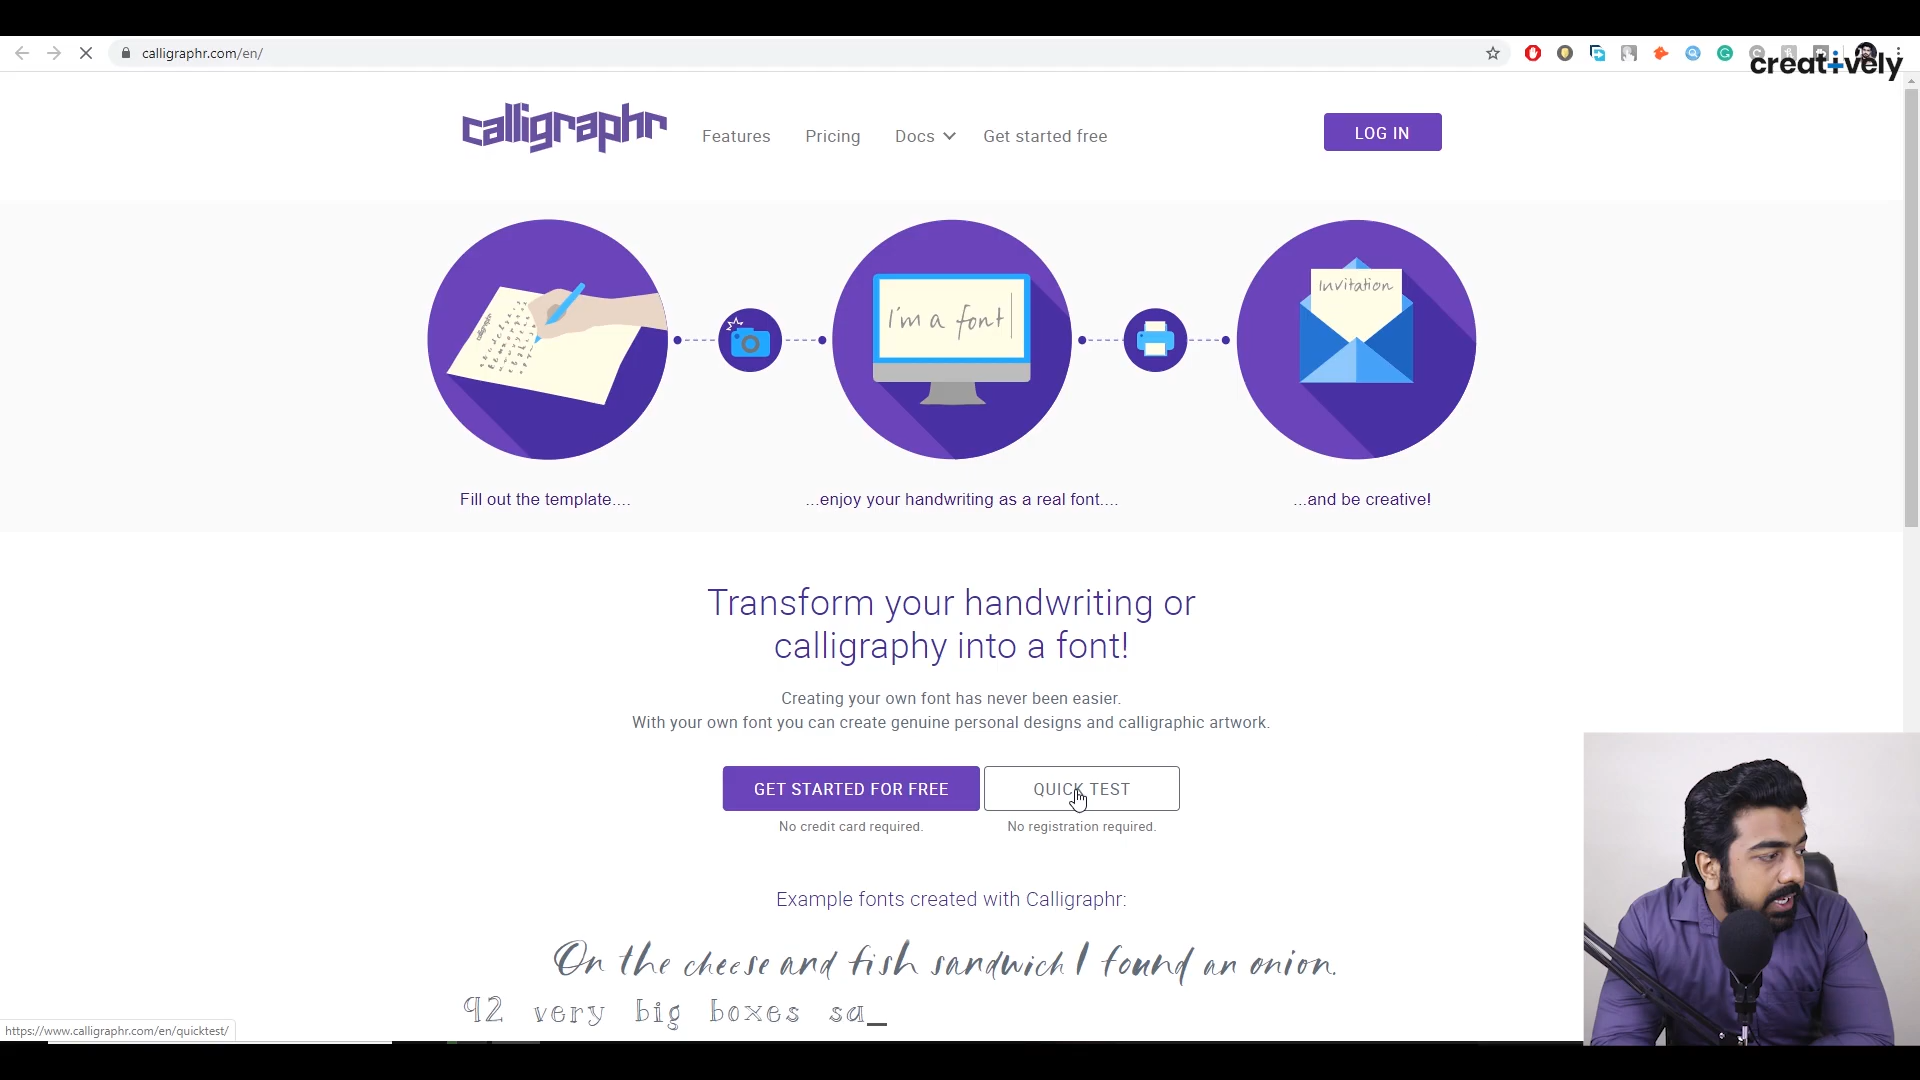 calligraphr.com/en/
creatively
calligraphr
Features
Pricing
Docs
Get started free
LOG IN
I'm a font
Invitation
Fill out the template....
...enjoy your handwriting as a real font....
...and be creative!
Transform your handwriting or
calligraphy into a font!
Creating your own font has never been easier.
With your own font you can create genuine personal designs and calligraphic artwork.
GET STARTED FOR FREE
QUICK TEST
No credit card required.
No registration required.
Example fonts created with Calligraphr:
On the cheese and fish sandwich I found an onion.
92 very big boxes sa_
https://www.calligraphr.com/en/quicktest/